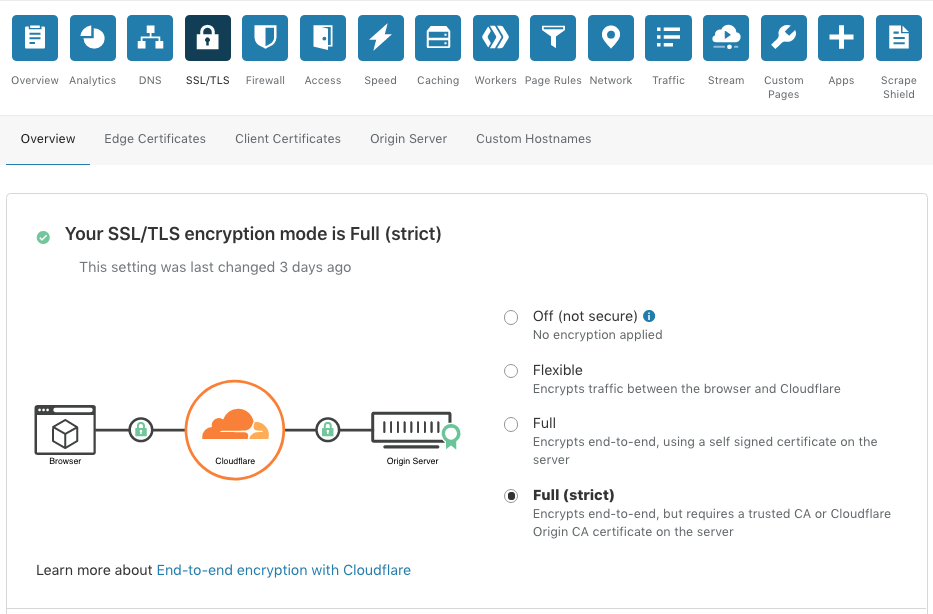 Overview Analytics DNS SSL/TLS Firewall Access Speed Caching Workers Page Rules Network Traffic Stream Custom Pages Apps Scrape Shield
Overview Edge Certificates Client Certificates Origin Server Custom Hostnames
Your SSL/TLS encryption mode is Full (strict)
This setting was last changed 3 days ago
Browser
Cloudflare
Origin Server
Off (not secure)
No encryption applied
Flexible
Encrypts traffic between the browser and Cloudflare
Full
Encrypts end-to-end, using a self signed certificate on the
server
Full (strict)
Encrypts end-to-end, but requires a trusted CA or Cloudflare
Origin CA certificate on the server
Learn more about End-to-end encryption with Cloudflare